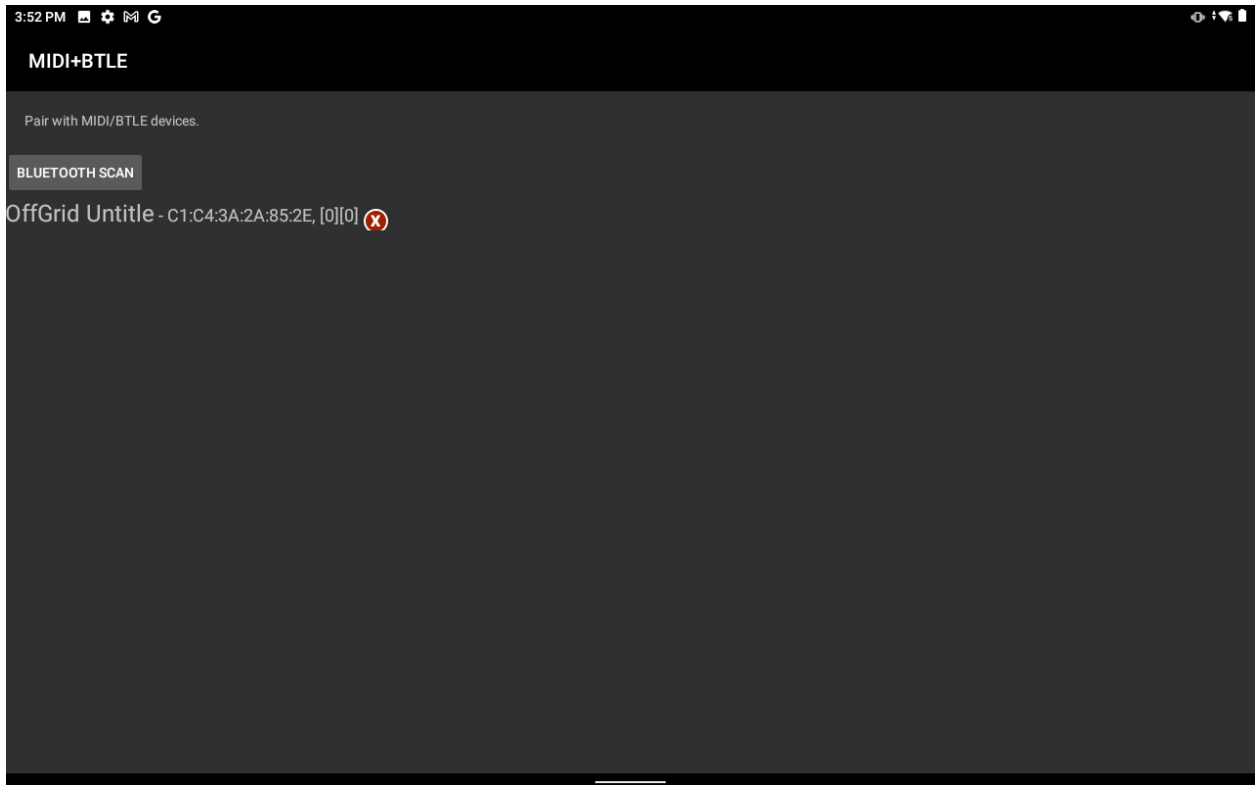 3:52 PM
MIDI+BTLE
Pair with MIDI/BTLE devices.
BLUETOOTH SCAN
OffGrid Untitle - C1:C4:3A:2A:85:2E, [0][0] X